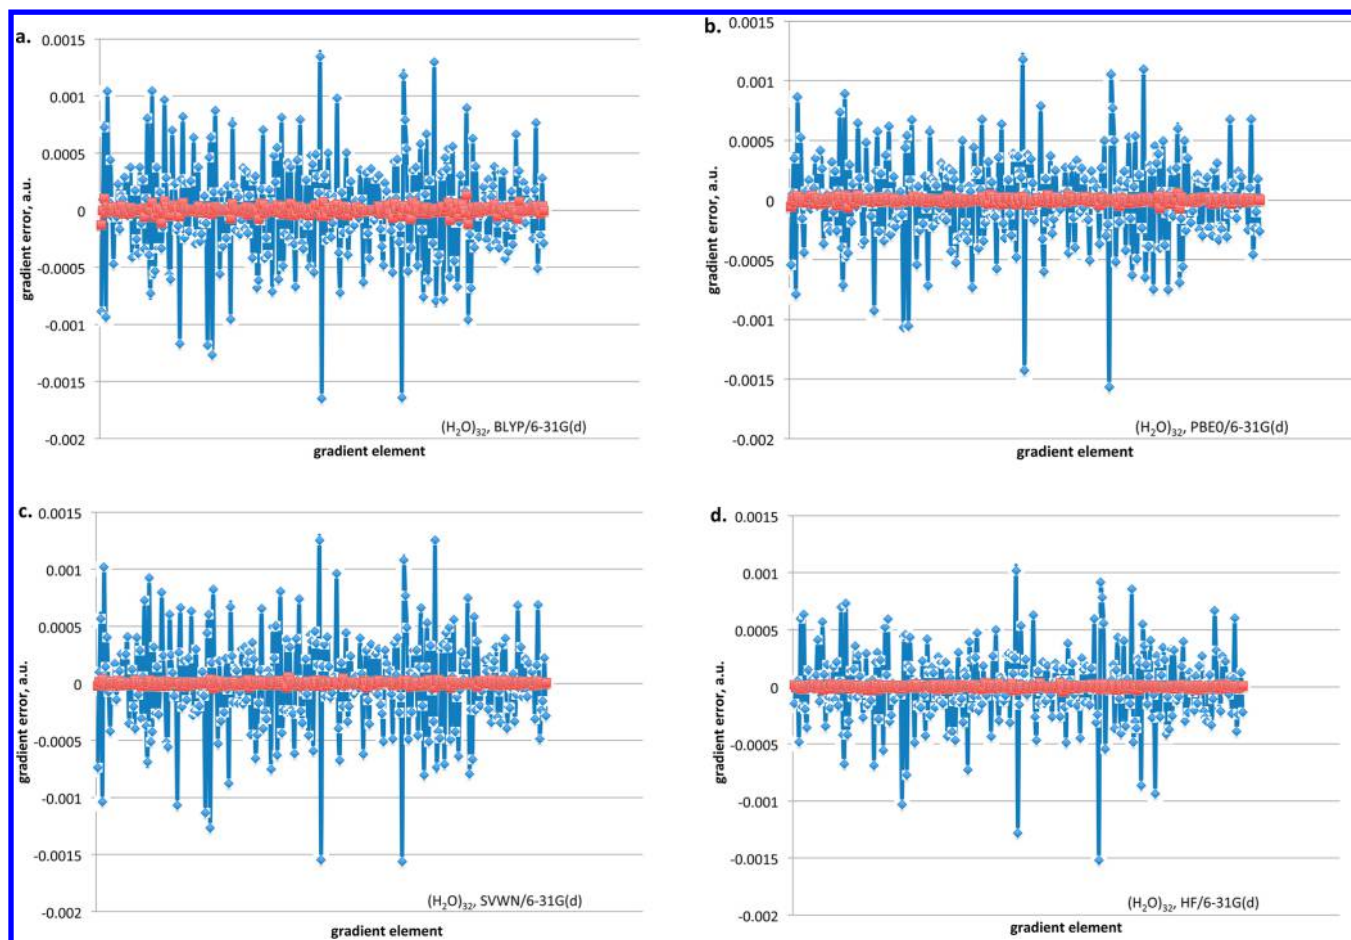 a.
0.0015
0.001
0.0005
0
-0.0005
-0.001
-0.0015
-0.002
gradient error, a.u.
(H₂O)₃₂, BLYP/6-31G(d)
gradient element
b.
0.0015
0.001
0.0005
0
-0.0005
-0.001
-0.0015
-0.002
gradient error, a.u.
(H₂O)₃₂, PBE0/6-31G(d)
gradient element
c.
0.0015
0.001
0.0005
0
-0.0005
-0.001
-0.0015
-0.002
gradient error, a.u.
(H₂O)₃₂, SVWN/6-31G(d)
gradient element
d.
0.0015
0.001
0.0005
0
-0.0005
-0.001
-0.0015
-0.002
gradient error, a.u.
(H₂O)₃₂, HF/6-31G(d)
gradient element